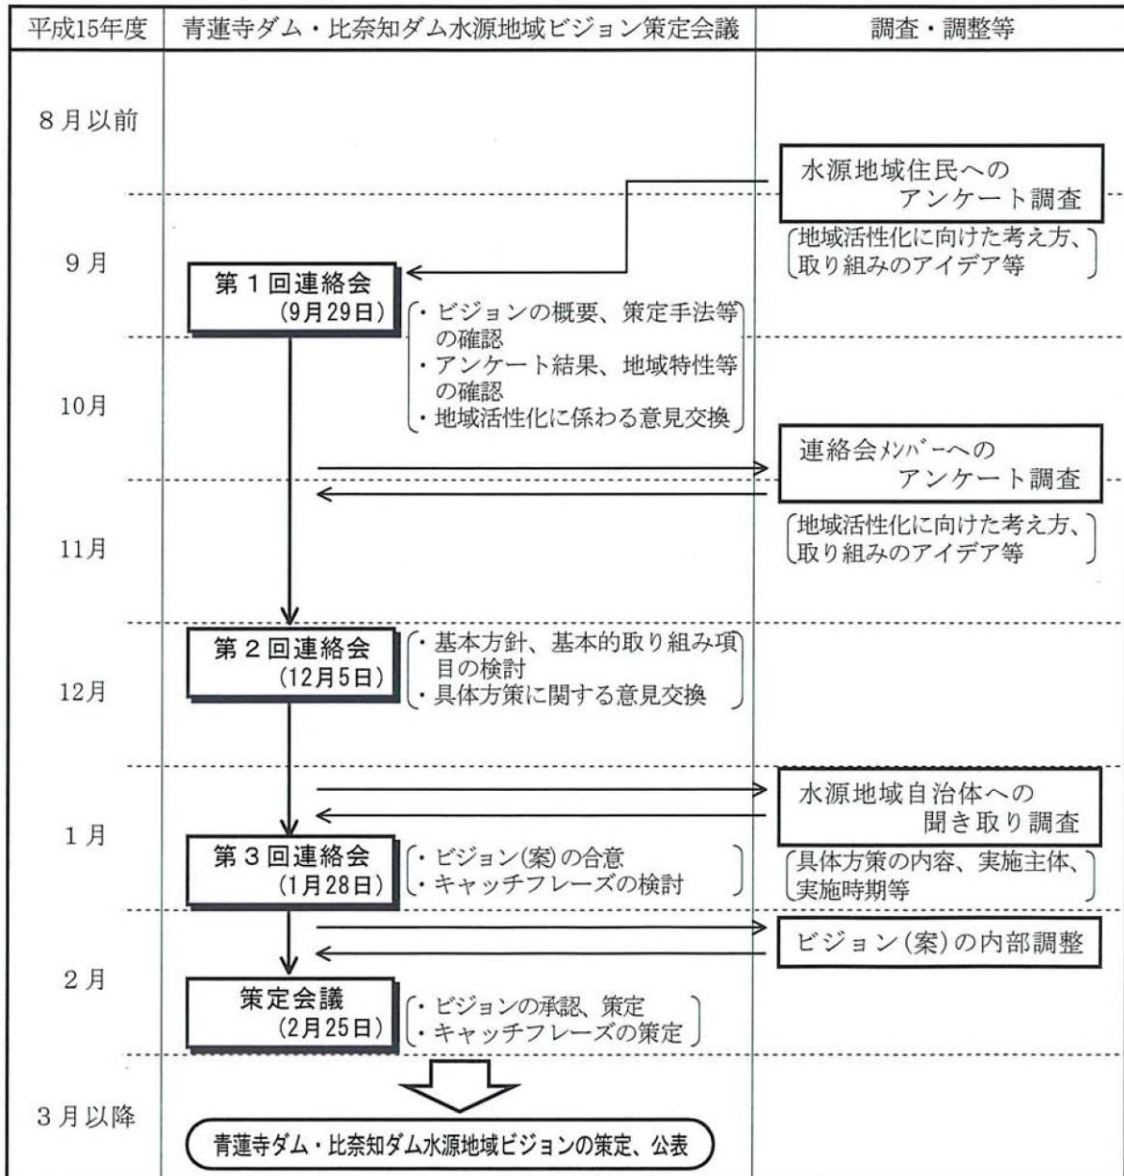 平成15年度
青蓮寺ダム・比奈知ダム水源地域ビジョン策定会議
調査・調整等
8月以前
水源地域住民への
アンケート調査
地域活性化に向けた考え方、
取り組みのアイデア等
9月
第1回連絡会
(9月29日)
・ビジョンの概要、策定手法等
の確認
・アンケート結果、地域特性等
の確認
・地域活性化に係わる意見交換
10月
連絡会メンバーへの
アンケート調査
地域活性化に向けた考え方、
取り組みのアイデア等
11月
第2回連絡会
(12月5日)
・基本方針、基本的取り組み項
目の検討
・具体方策に関する意見交換
12月
水源地域自治体への
聞き取り調査
具体方策の内容、実施主体、
実施時期等
1月
第3回連絡会
(1月28日)
・ビジョン(案)の合意
・キャッチフレーズの検討
ビジョン(案)の内部調整
2月
策定会議
(2月25日)
・ビジョンの承認、策定
・キャッチフレーズの策定
3月以降
青蓮寺ダム・比奈知ダム水源地域ビジョンの策定、公表